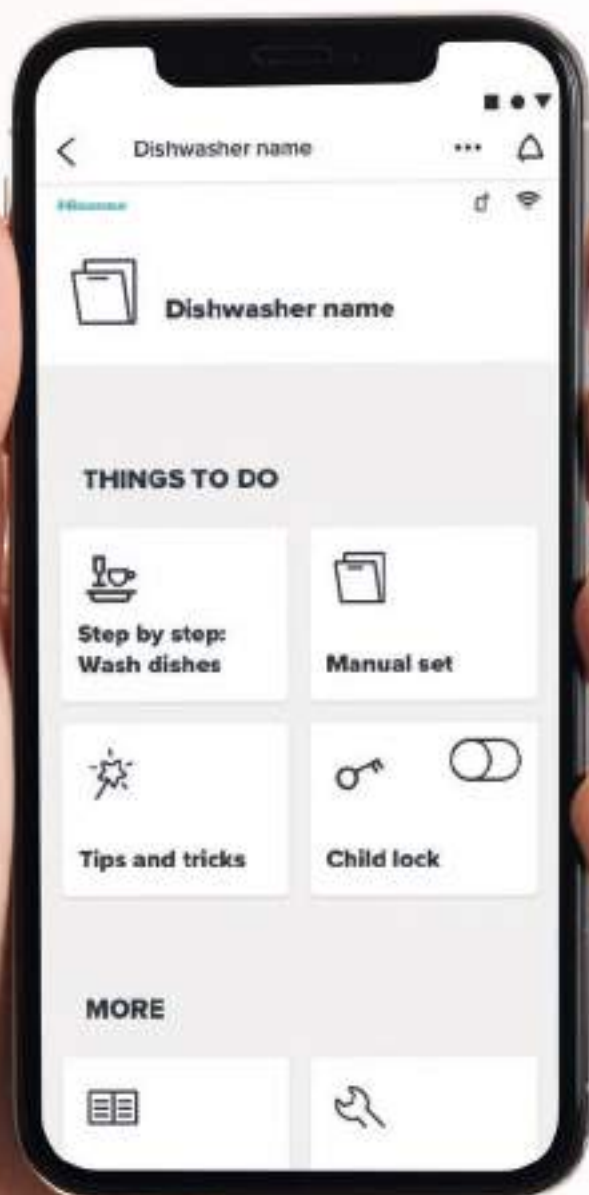 Dishwasher name
Hisense
Dishwasher name
THINGS TO DO
Step by step:
Wash dishes
Manual set
Tips and tricks
Child lock
MORE